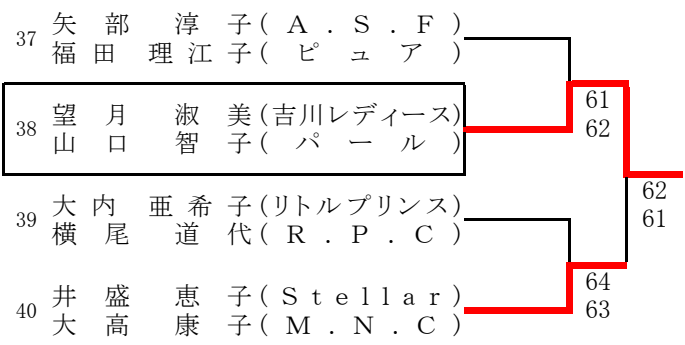 37 矢部 淳子(A.S.F)
福田 理江子(ピュア)
38 望月 淑美(吉川レディース)
山口 智子(パール)
61
62
62
61
39 大内 亜希子(リトルプリンス)
横尾 道代(R.P.C)
40 井盛 恵子(Stellar)
大高 康子(M.N.C)
64
63